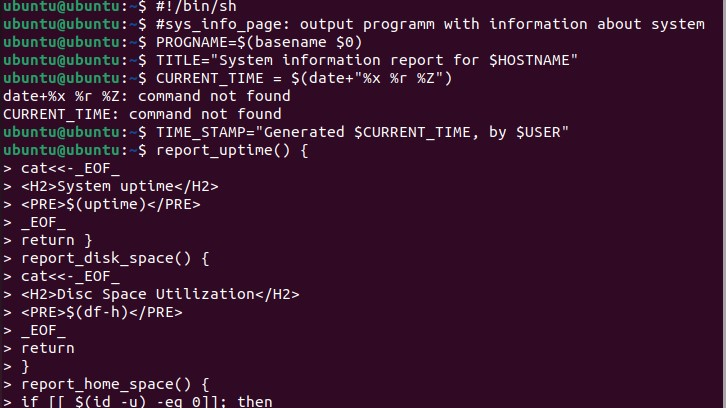 ubuntu@ubuntu:~$ #!/bin/sh
ubuntu@ubuntu:~$ #sys_info_page: output programm with information about system
ubuntu@ubuntu:~$ PROGNAME=$(basename $0)
ubuntu@ubuntu:~$ TITLE="System information report for $HOSTNAME"
ubuntu@ubuntu:~$ CURRENT_TIME = $(date+"%x %r %Z")
date+%x %r %Z: command not found
CURRENT_TIME: command not found
ubuntu@ubuntu:~$ TIME_STAMP="Generated $CURRENT_TIME, by $USER"
ubuntu@ubuntu:~$ report_uptime() {
> cat<<-_EOF_
> <H2>System uptime</H2>
> <PRE>$(uptime)</PRE>
> _EOF_
> return }
> report_disk_space() {
> cat<<-_EOF_
> <H2>Disc Space Utilization</H2>
> <PRE>$(df-h)</PRE>
> _EOF_
> return
> }
> report_home_space() {
> if [[ $(id -u) -eq 0]]; then